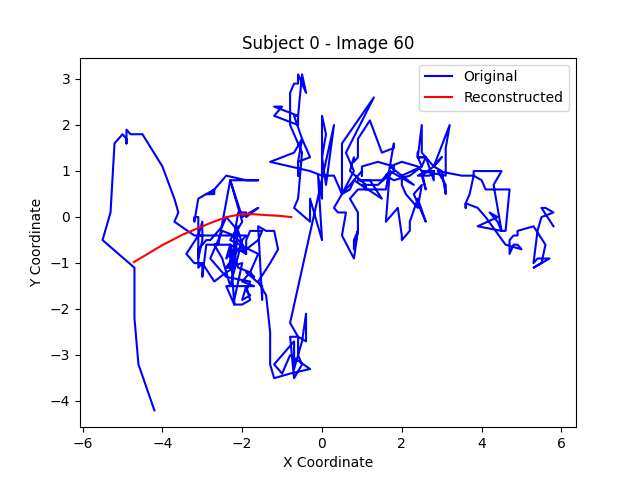 Subject 0 - Image 60
Original
Reconstructed
Y Coordinate
3
2
1
0
−1
−2
−3
−4
−6 −4 −2 0 2 4 6
X Coordinate